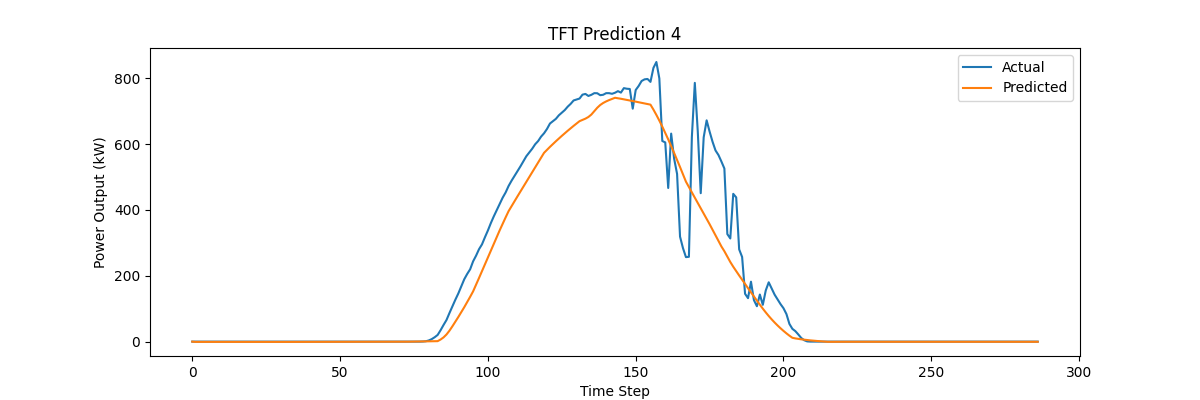 TFT Prediction 4
Actual
Predicted
Power Output (kW)
800
600
400
200
0
0 50 100 150 200 250 300
Time Step